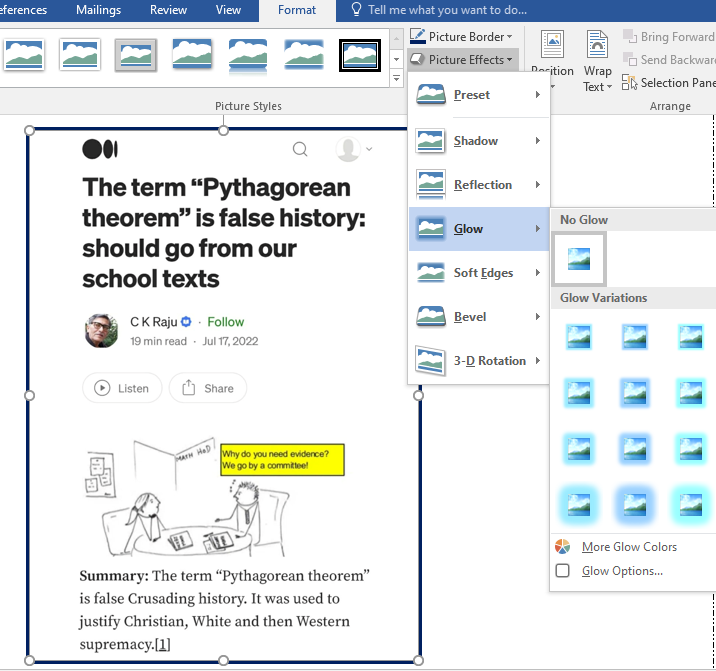 eferences Mailings Review View Format Tell me what you want to do...
Picture Border
Picture Effects
Position
Wrap
Text
Bring Forward
Send Backwar
Selection Pane
Picture Styles
Arrange
Preset
Shadow
Reflection
Glow
Soft Edges
Bevel
3-D Rotation
No Glow
Glow Variations
More Glow Colors
Glow Options...
The term “Pythagorean
theorem” is false history:
should go from our
school texts
C K Raju · Follow
19 min read · Jul 17, 2022
Listen Share
MATH HoD
Why do you need evidence?
We go by a committee!
Summary: The term “Pythagorean theorem”
is false Crusading history. It was used to
justify Christian, White and then Western
supremacy.[1]